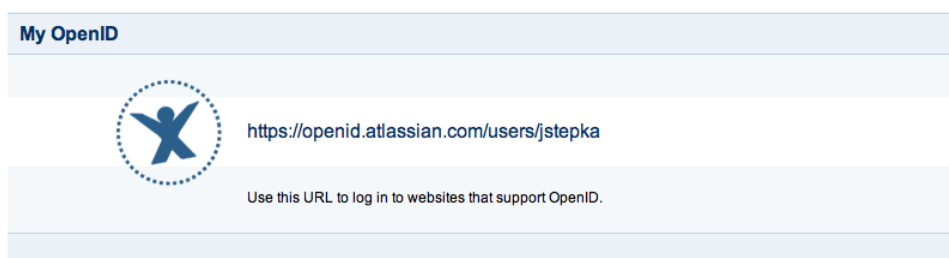 My OpenID
https://openid.atlassian.com/users/jstepka
Use this URL to log in to websites that support OpenID.